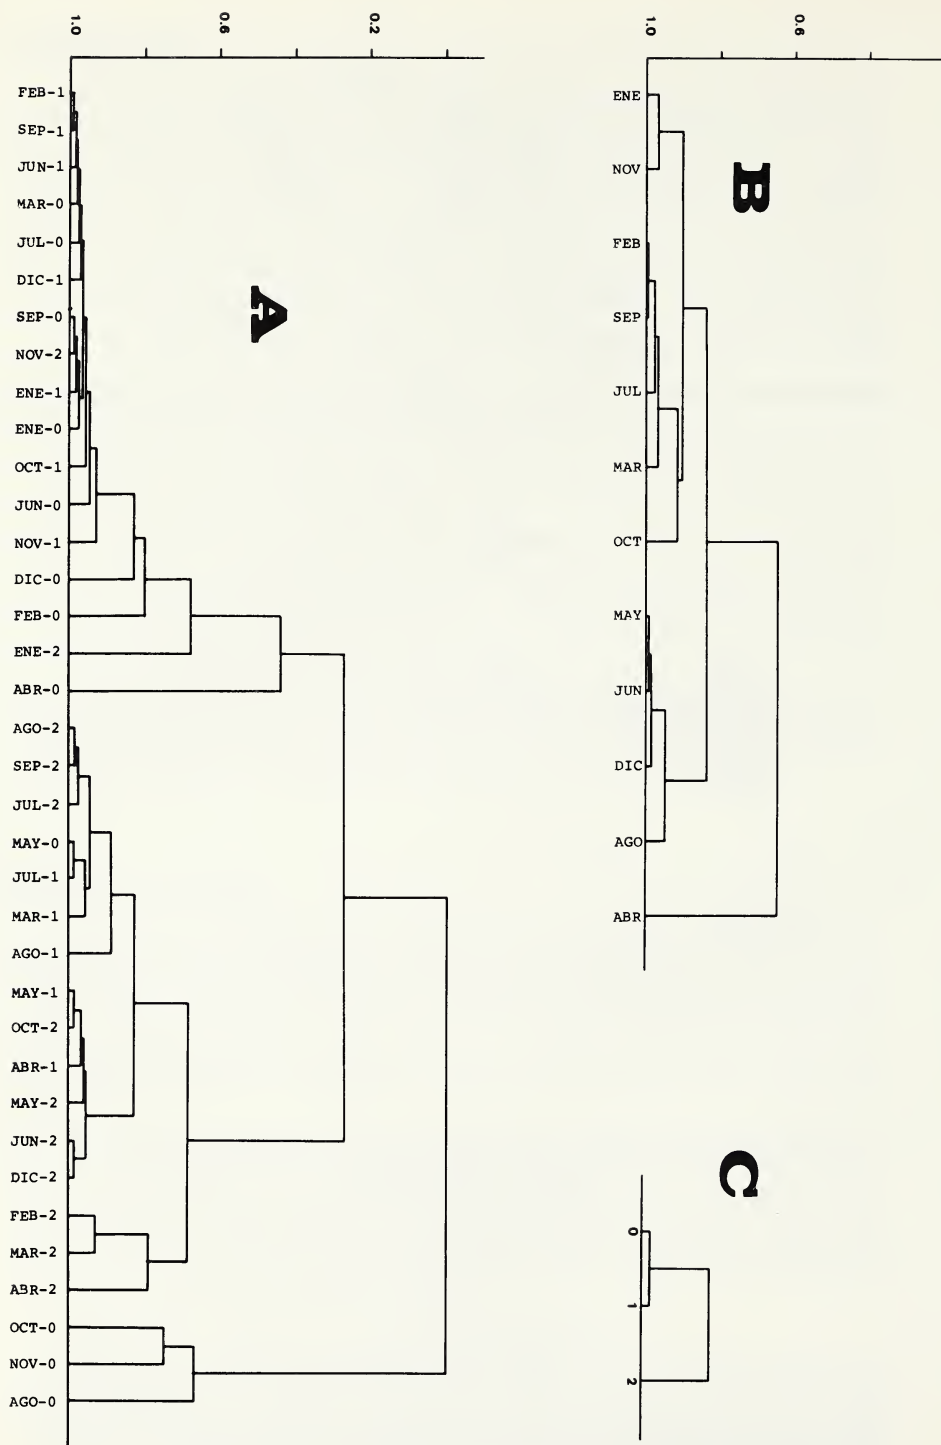 1.0
0.6
0.2
FEB-1
SEP-1
JUN-1
MAR-0
JUL-0
DIC-1
SEP-0
NOV-2
ENE-1
ENE-0
OCT-1
JUN-0
NOV-1
DIC-0
FEB-0
ENE-2
ABR-0
AGO-2
SEP-2
JUL-2
MAY-0
JUL-1
MAR-1
AGO-1
MAY-1
OCT-2
ABR-1
MAY-2
JUN-2
DIC-2
FEB-2
MAR-2
ABR-2
OCT-0
NOV-0
AGO-0
A
1.0
0.6
ENE
NOV
FEB
SEP
JUL
MAR
OCT
MAY
JUN
DIC
AGO
ABR
B
C
0
1
2